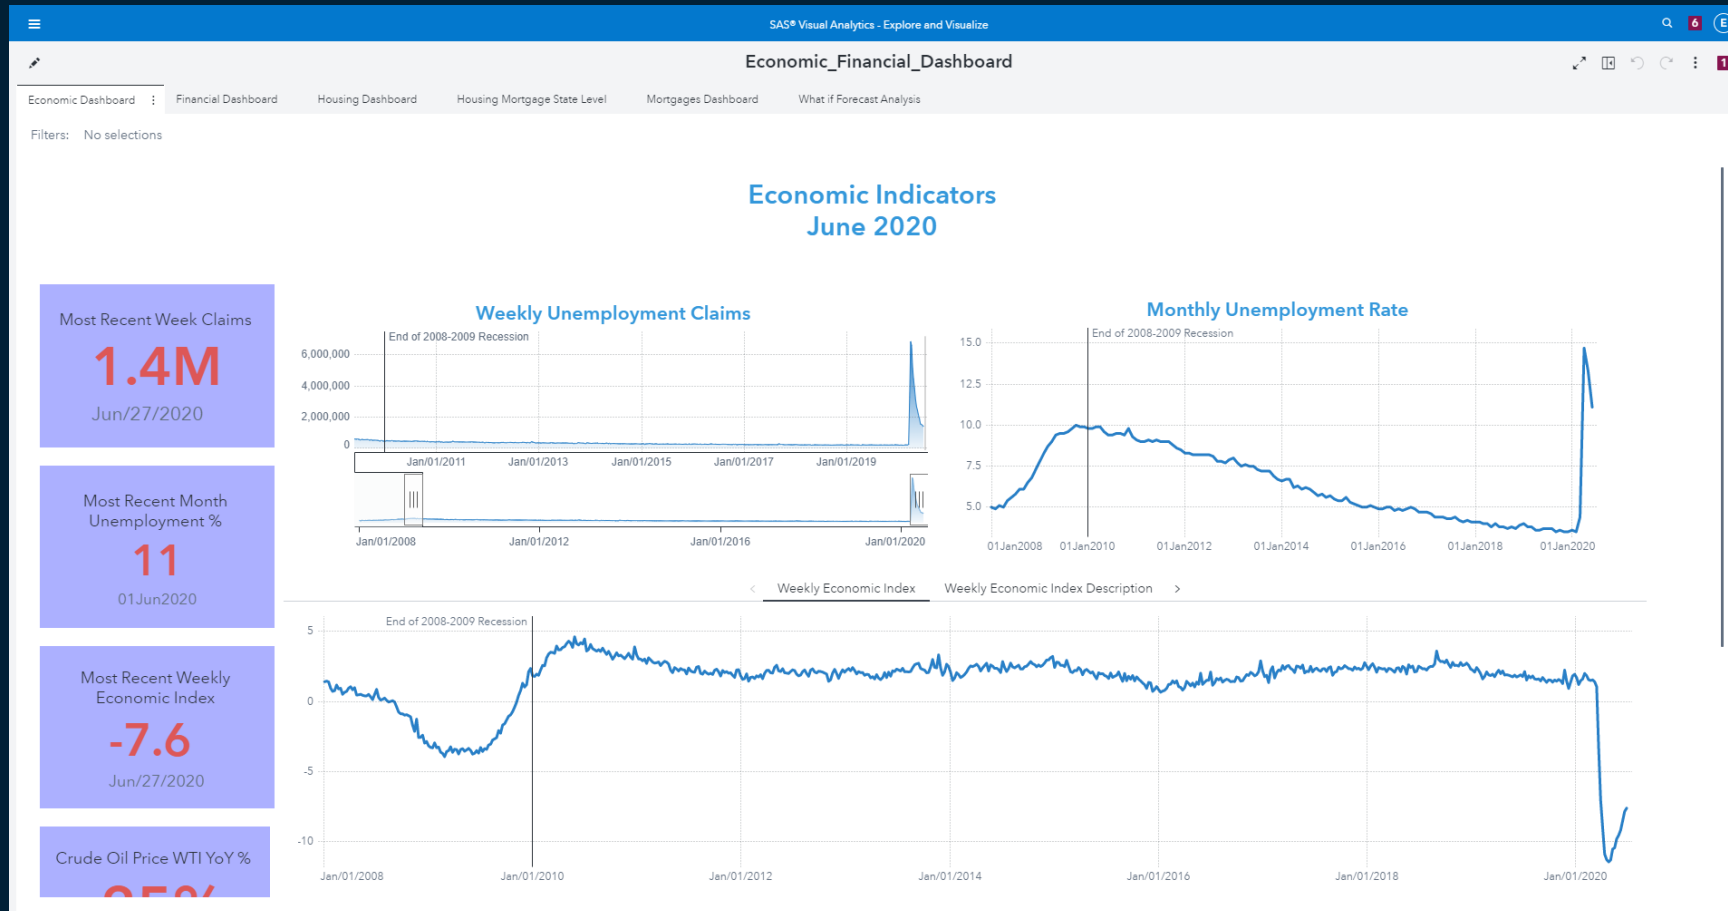 SAS® Visual Analytics - Explore and Visualize
6
E
Economic_Financial_Dashboard
1
Economic Dashboard
Financial Dashboard
Housing Dashboard
Housing Mortgage State Level
Mortgages Dashboard
What if Forecast Analysis
Filters: No selections
Economic Indicators
June 2020
Most Recent Week Claims
1.4M
Jun/27/2020
Most Recent Month
Unemployment %
11
01Jun2020
Most Recent Weekly
Economic Index
-7.6
Jun/27/2020
Crude Oil Price WTI YoY %
Weekly Unemployment Claims
End of 2008-2009 Recession
6,000,000
4,000,000
2,000,000
0
Jan/01/2011 Jan/01/2013 Jan/01/2015 Jan/01/2017 Jan/01/2019
Jan/01/2008 Jan/01/2012 Jan/01/2016 Jan/01/2020
Monthly Unemployment Rate
End of 2008-2009 Recession
15.0
12.5
10.0
7.5
5.0
01Jan2008 01Jan2010 01Jan2012 01Jan2014 01Jan2016 01Jan2018 01Jan2020
Weekly Economic Index
Weekly Economic Index Description
End of 2008-2009 Recession
5
0
-5
-10
Jan/01/2008 Jan/01/2010 Jan/01/2012 Jan/01/2014 Jan/01/2016 Jan/01/2018 Jan/01/2020